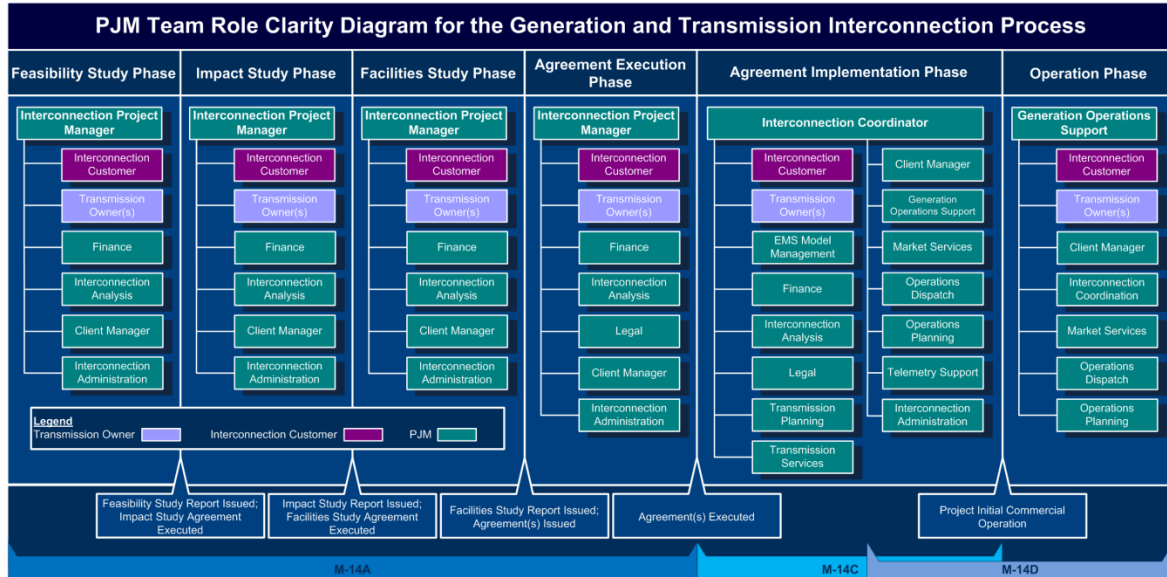 PJM Team Role Clarity Diagram for the Generation and Transmission Interconnection Process
Feasibility Study Phase
Impact Study Phase
Facilities Study Phase
Agreement Execution
Phase
Agreement Implementation Phase
Operation Phase
Interconnection Project
Manager
Interconnection
Customer
Transmission
Owner(s)
Finance
Interconnection
Analysis
Client Manager
Interconnection
Administration
Interconnection Project
Manager
Interconnection
Customer
Transmission
Owner(s)
Finance
Interconnection
Analysis
Client Manager
Interconnection
Administration
Interconnection Project
Manager
Interconnection
Customer
Transmission
Owner(s)
Finance
Interconnection
Analysis
Client Manager
Interconnection
Administration
Interconnection Project
Manager
Interconnection
Customer
Transmission
Owner(s)
Finance
Interconnection
Analysis
Legal
Client Manager
Interconnection
Administration
Interconnection Coordinator
Interconnection
Customer
Transmission
Owner(s)
EMS Model
Management
Finance
Interconnection
Analysis
Legal
Transmission
Planning
Transmission
Services
Client Manager
Generation
Operations Support
Market Services
Operations
Dispatch
Operations
Planning
Telemetry Support
Interconnection
Administration
Generation Operations
Support
Interconnection
Customer
Transmission
Owner(s)
Client Manager
Interconnection
Coordination
Market Services
Operations
Dispatch
Operations
Planning
Legend
Transmission Owner
Interconnection Customer
PJM
Feasibility Study Report Issued;
Impact Study Agreement
Executed
Impact Study Report Issued;
Facilities Study Agreement
Executed
Facilities Study Report Issued;
Agreement(s) Issued
Agreement(s) Executed
Project Initial Commercial
Operation
M-14A
M-14C
M-14D